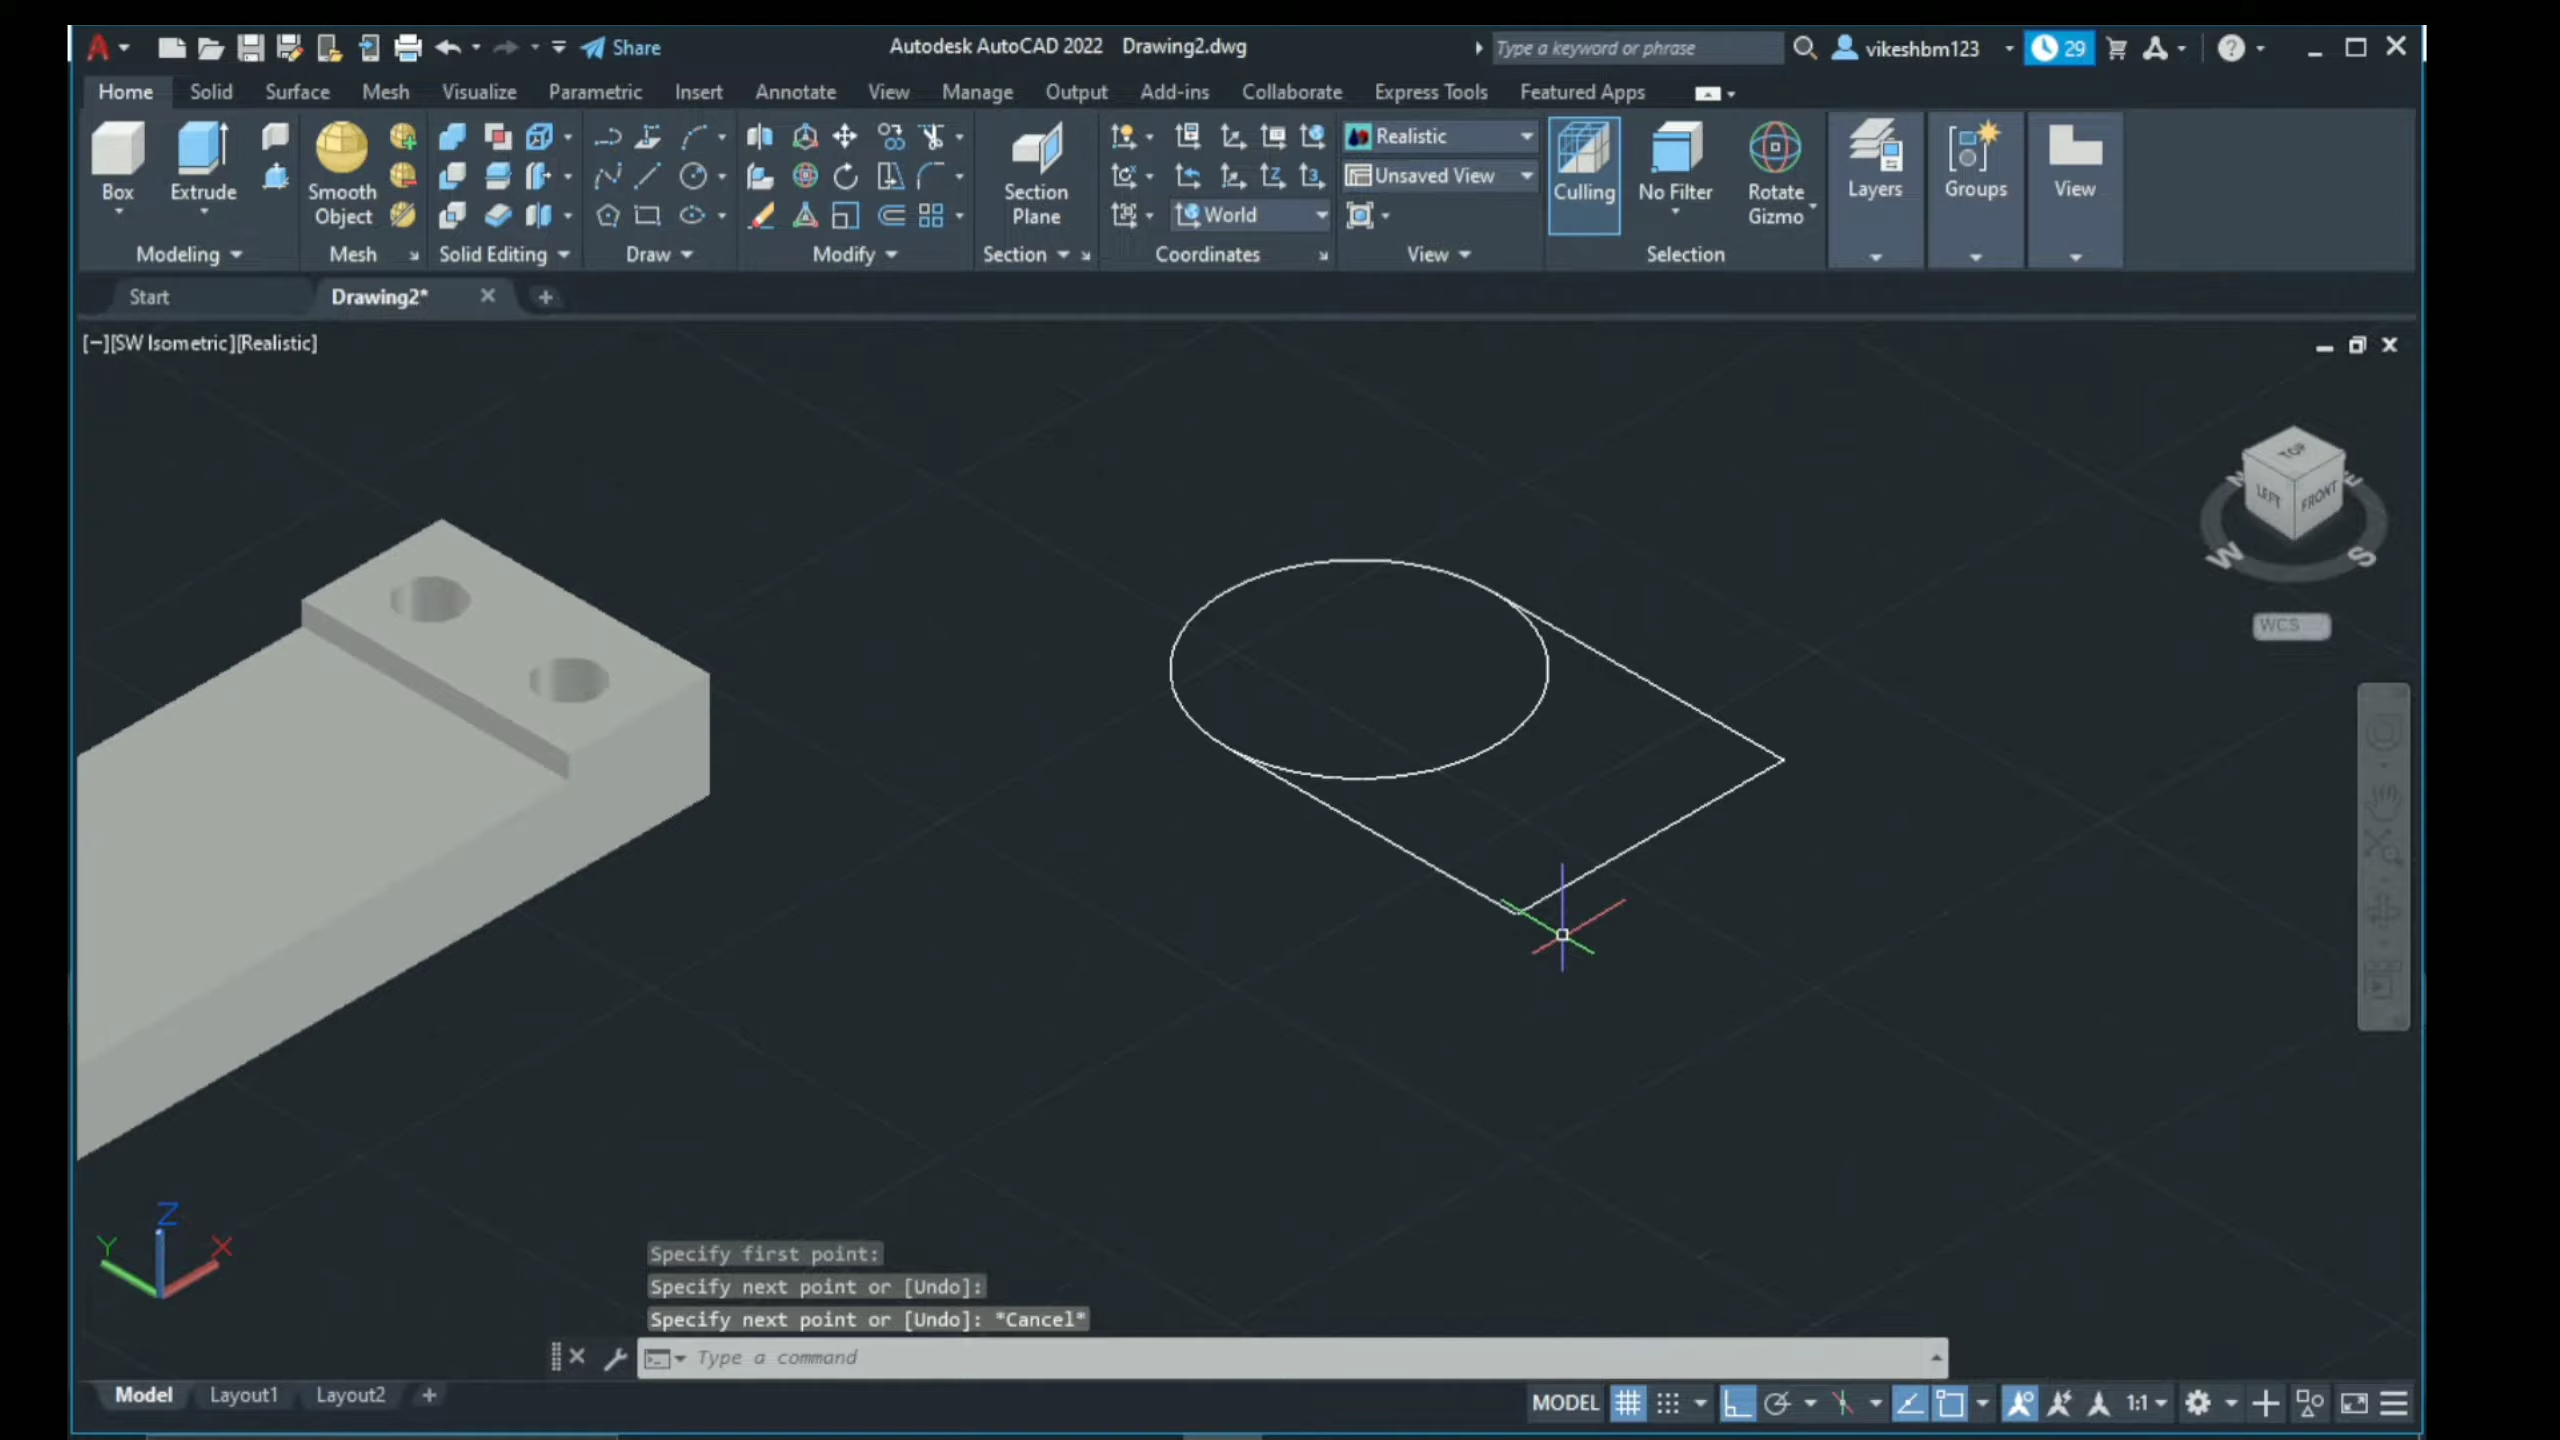 Share
Autodesk AutoCAD 2022 Drawing2.dwg
Type a keyword or phrase
vikeshbm123
29
Home Solid Surface Mesh Visualize Parametric Insert Annotate View Manage Output Add-ins Collaborate Express Tools Featured Apps
Box
Extrude
Smooth
Object
Section
Plane
Realistic
Unsaved View
World
Culling
No Filter
Rotate
Gizmo
Layers
Groups
View
Modeling Mesh Solid Editing Draw Modify Section Coordinates View Selection
Start Drawing2*
[−][SW Isometric][Realistic]
TOP
LEFT FRONT
N E
W S
WCS
Z
Y X
Specify first point:
Specify next point or [Undo]:
Specify next point or [Undo]: *Cancel*
Type a command
Model Layout1 Layout2
MODEL 1:1